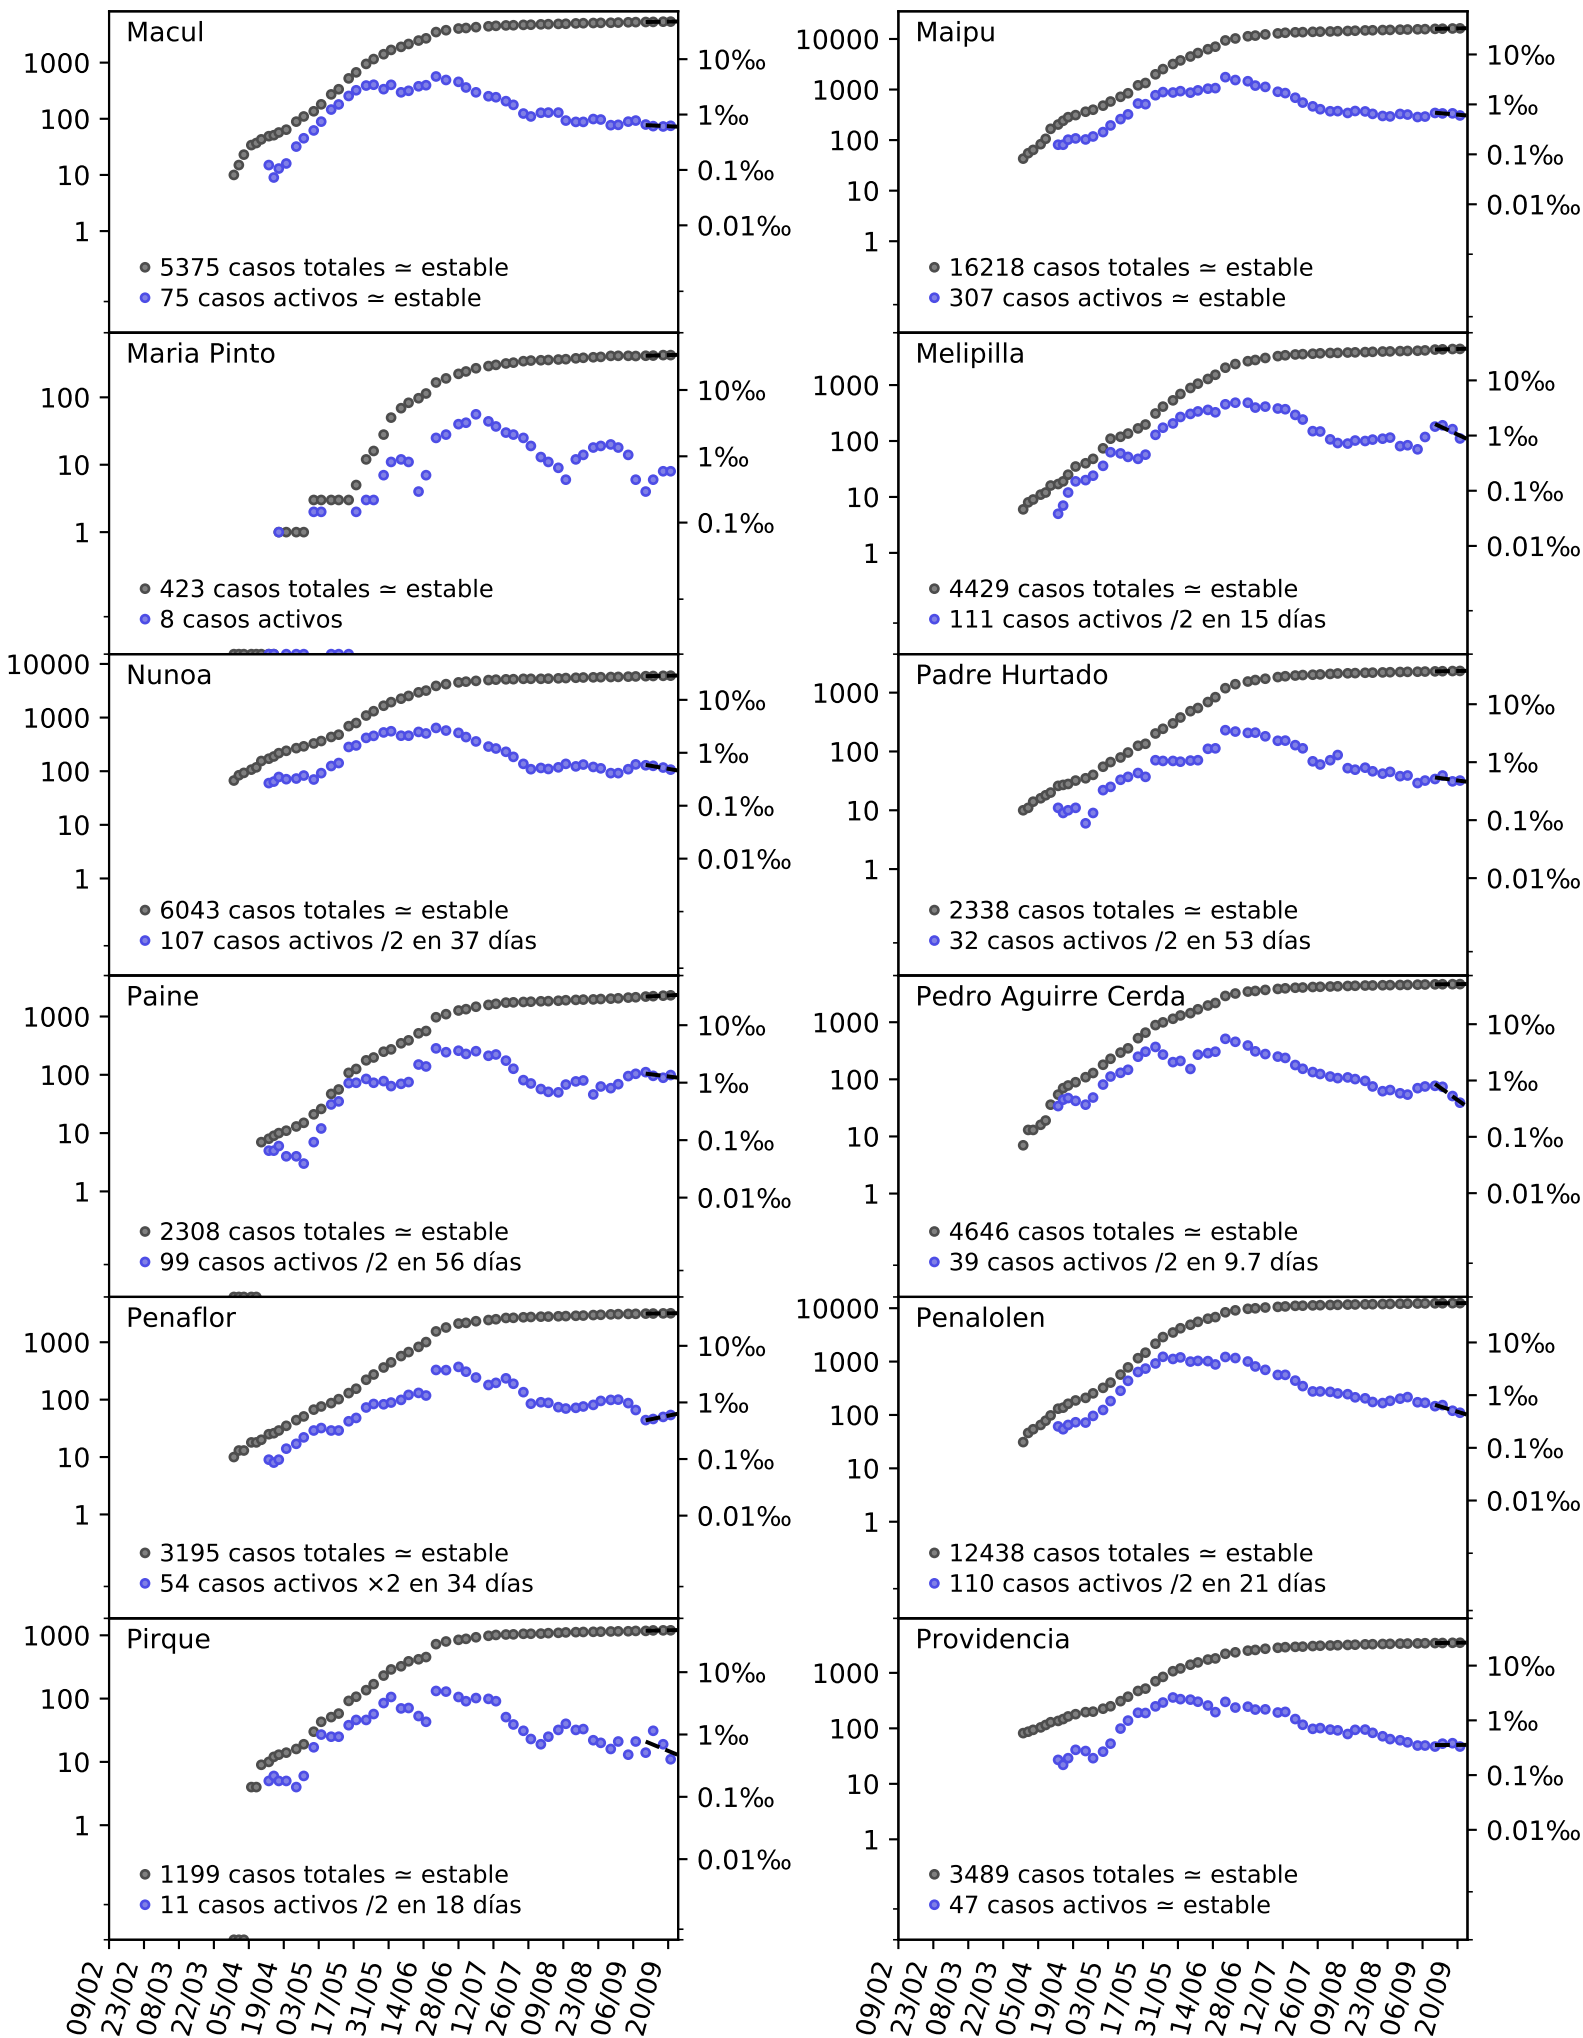 Macul
1000
100
10
1
10‰
1‰
0.1‰
0.01‰
5375 casos totales ≃ estable
75 casos activos ≃ estable
Maipu
10000
1000
100
10
1
10‰
1‰
0.1‰
0.01‰
16218 casos totales ≃ estable
307 casos activos ≃ estable
Maria Pinto
100
10
1
10‰
1‰
0.1‰
423 casos totales ≃ estable
8 casos activos
Melipilla
1000
100
10
1
10‰
1‰
0.1‰
0.01‰
4429 casos totales ≃ estable
111 casos activos /2 en 15 días
Nunoa
10000
1000
100
10
1
10‰
1‰
0.1‰
0.01‰
6043 casos totales ≃ estable
107 casos activos /2 en 37 días
Padre Hurtado
1000
100
10
1
10‰
1‰
0.1‰
0.01‰
2338 casos totales ≃ estable
32 casos activos /2 en 53 días
Paine
1000
100
10
1
10‰
1‰
0.1‰
0.01‰
2308 casos totales ≃ estable
99 casos activos /2 en 56 días
Pedro Aguirre Cerda
1000
100
10
1
10‰
1‰
0.1‰
0.01‰
4646 casos totales ≃ estable
39 casos activos /2 en 9.7 días
Penaflor
1000
100
10
1
10‰
1‰
0.1‰
0.01‰
3195 casos totales ≃ estable
54 casos activos ×2 en 34 días
Penalolen
10000
1000
100
10
1
10‰
1‰
0.1‰
0.01‰
12438 casos totales ≃ estable
110 casos activos /2 en 21 días
Pirque
1000
100
10
1
10‰
1‰
0.1‰
0.01‰
1199 casos totales ≃ estable
11 casos activos /2 en 18 días
Providencia
1000
100
10
1
10‰
1‰
0.1‰
0.01‰
3489 casos totales ≃ estable
47 casos activos ≃ estable
09/02 23/02 08/03 22/03 05/04 19/04 03/05 17/05 31/05 14/06 28/06 12/07 26/07 09/08 23/08 06/09 20/09
09/02 23/02 08/03 22/03 05/04 19/04 03/05 17/05 31/05 14/06 28/06 12/07 26/07 09/08 23/08 06/09 20/09